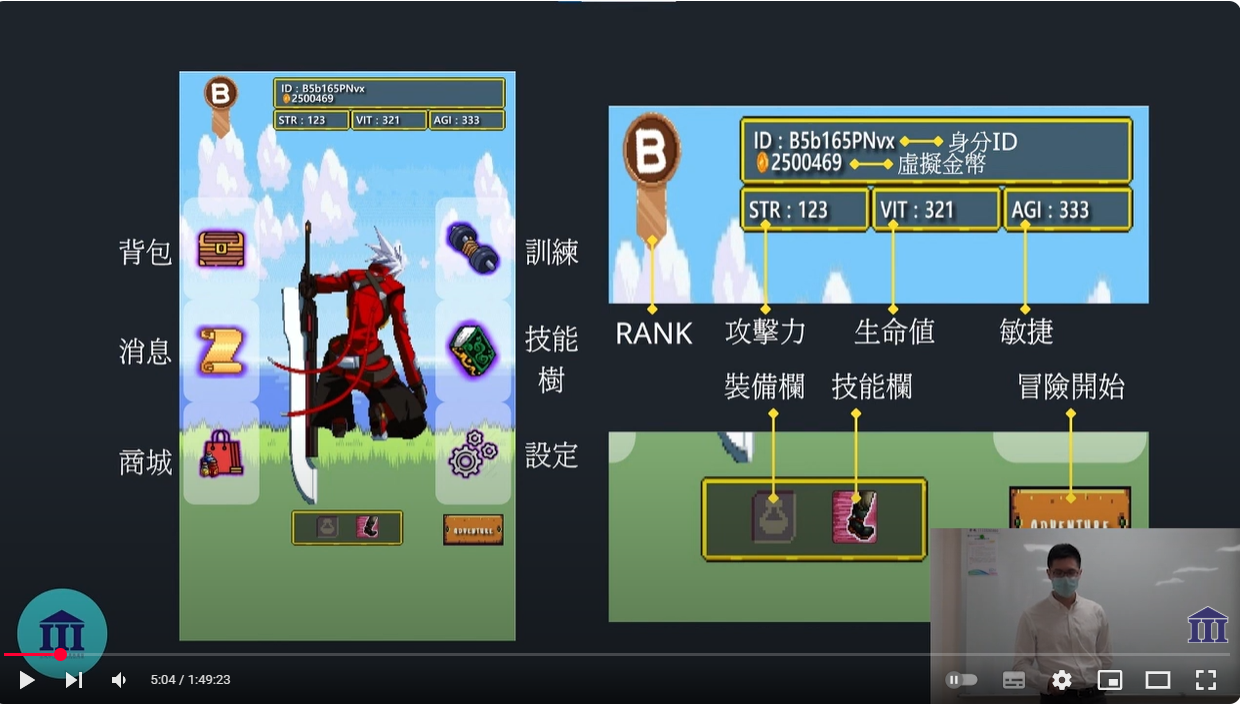 B
ID : B5b165PNvx
2500469
STR : 123
VIT : 321
AGI : 333
背包
消息
商城
訓練
技能
樹
設定
ADVENTURE
B
ID : B5b165PNvx
身分ID
2500469
虛擬金幣
STR : 123
VIT : 321
AGI : 333
RANK
攻擊力
生命值
敏捷
裝備欄
技能欄
冒險開始
ADVENTURE
5:04 / 1:49:23